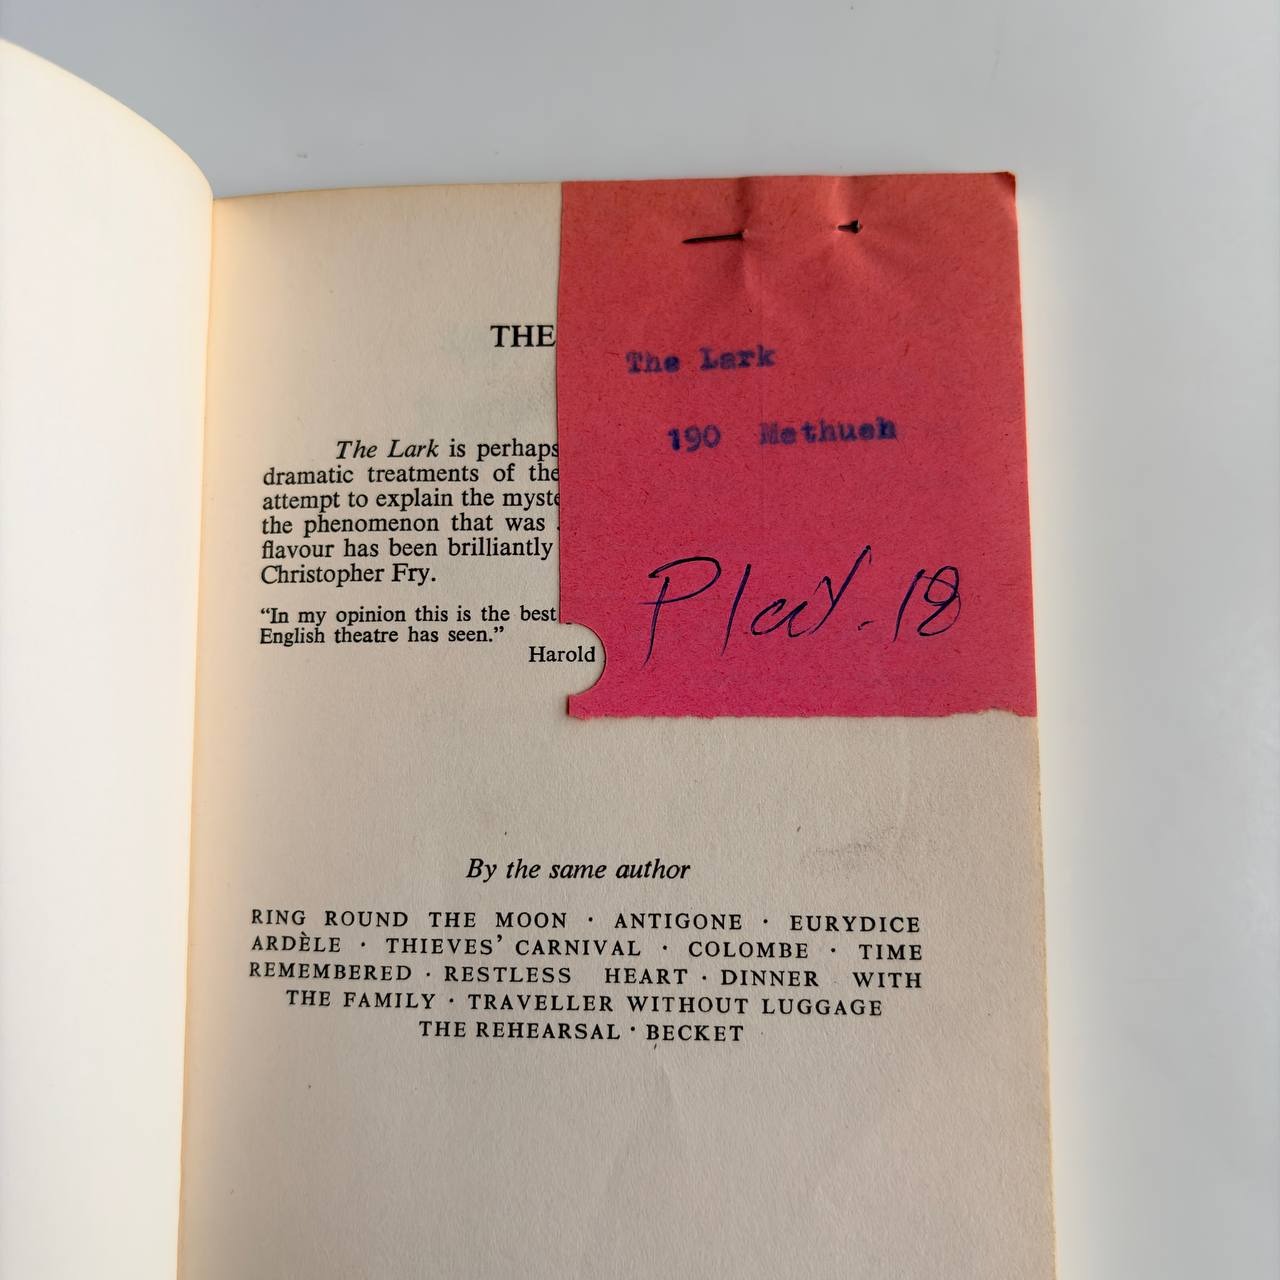 THE
The Lark is perhaps
dramatic treatments of the
attempt to explain the myste
the phenomenon that was
flavour has been brilliantly
Christopher Fry.
“In my opinion this is the best
English theatre has seen.”
Harold
The Lark
190 Methueh
Play. 18
By the same author
RING ROUND THE MOON · ANTIGONE · EURYDICE
ARDÈLE · THIEVES’ CARNIVAL · COLOMBE · TIME
REMEMBERED · RESTLESS HEART · DINNER WITH
THE FAMILY · TRAVELLER WITHOUT LUGGAGE
THE REHEARSAL · BECKET